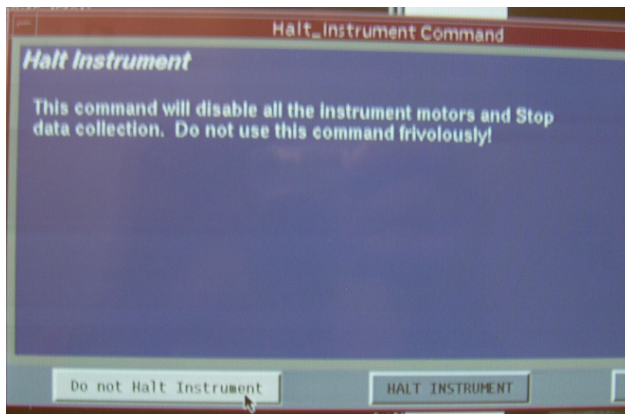 Halt_Instrument Command
Halt Instrument
This command will disable all the instrument motors and Stop
data collection. Do not use this command frivolously!
Do not Halt Instrument
HALT INSTRUMENT